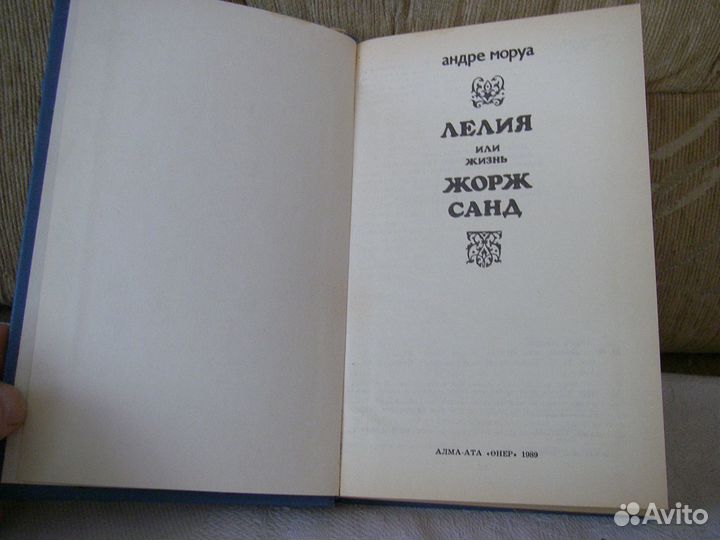 андре моруа
ЛЕЛИЯ
ИЛИ
ЖИЗНЬ
ЖОРЖ
САНД
АЛМА-АТА «ӨНЕР» 1989
Avito